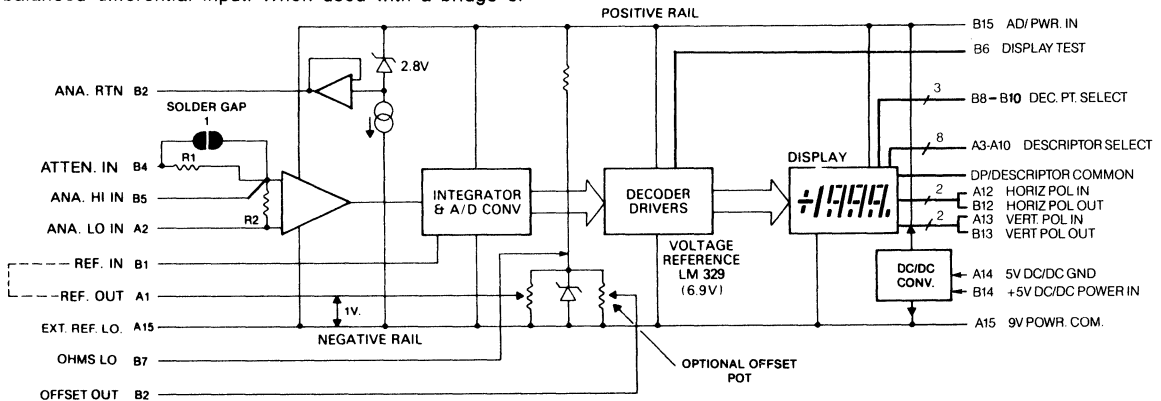 balanced differential input. When used with a bridge or
POSITIVE RAIL
B15 AD/PWR. IN
B6 DISPLAY TEST
2.8V
ANA. RTN B2
SOLDER GAP
1
3
B8-B10 DEC. PT. SELECT
R1
ATTEN. IN B4
8
A3-A10 DESCRIPTOR SELECT
DISPLAY
INTEGRATOR
& A/D CONV
DECODER
DRIVERS
÷1999.
DP/DESCRIPTOR COMMON
ANA. HI IN B5
2
A12 HORIZ POL IN
B12 HORIZ POL OUT
R2
ANA. LO IN A2
2
A13 VERT. POL IN
B13 VERT POL OUT
VOLTAGE
REFERENCE
LM 329
(6.9V)
REF. IN B1
DC/DC
CONV.
A14 5V DC/DC GND
B14 +5V DC/DC POWER IN
REF. OUT A1
1V.
EXT. REF. LO. A15
NEGATIVE RAIL
A15 9V POWR. COM.
OHMS LO B7
OPTIONAL OFFSET
POT
OFFSET OUT B2